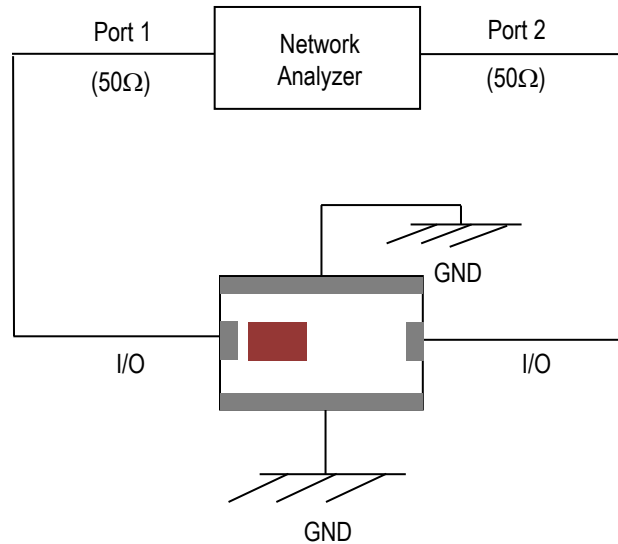 Port 1
(50Ω)
Network
Analyzer
Port 2
(50Ω)
GND
I/O
I/O
GND